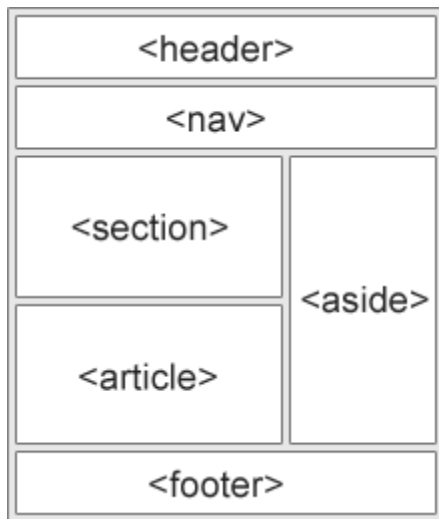 <header>
<nav>
<section>
<aside>
<article>
<footer>